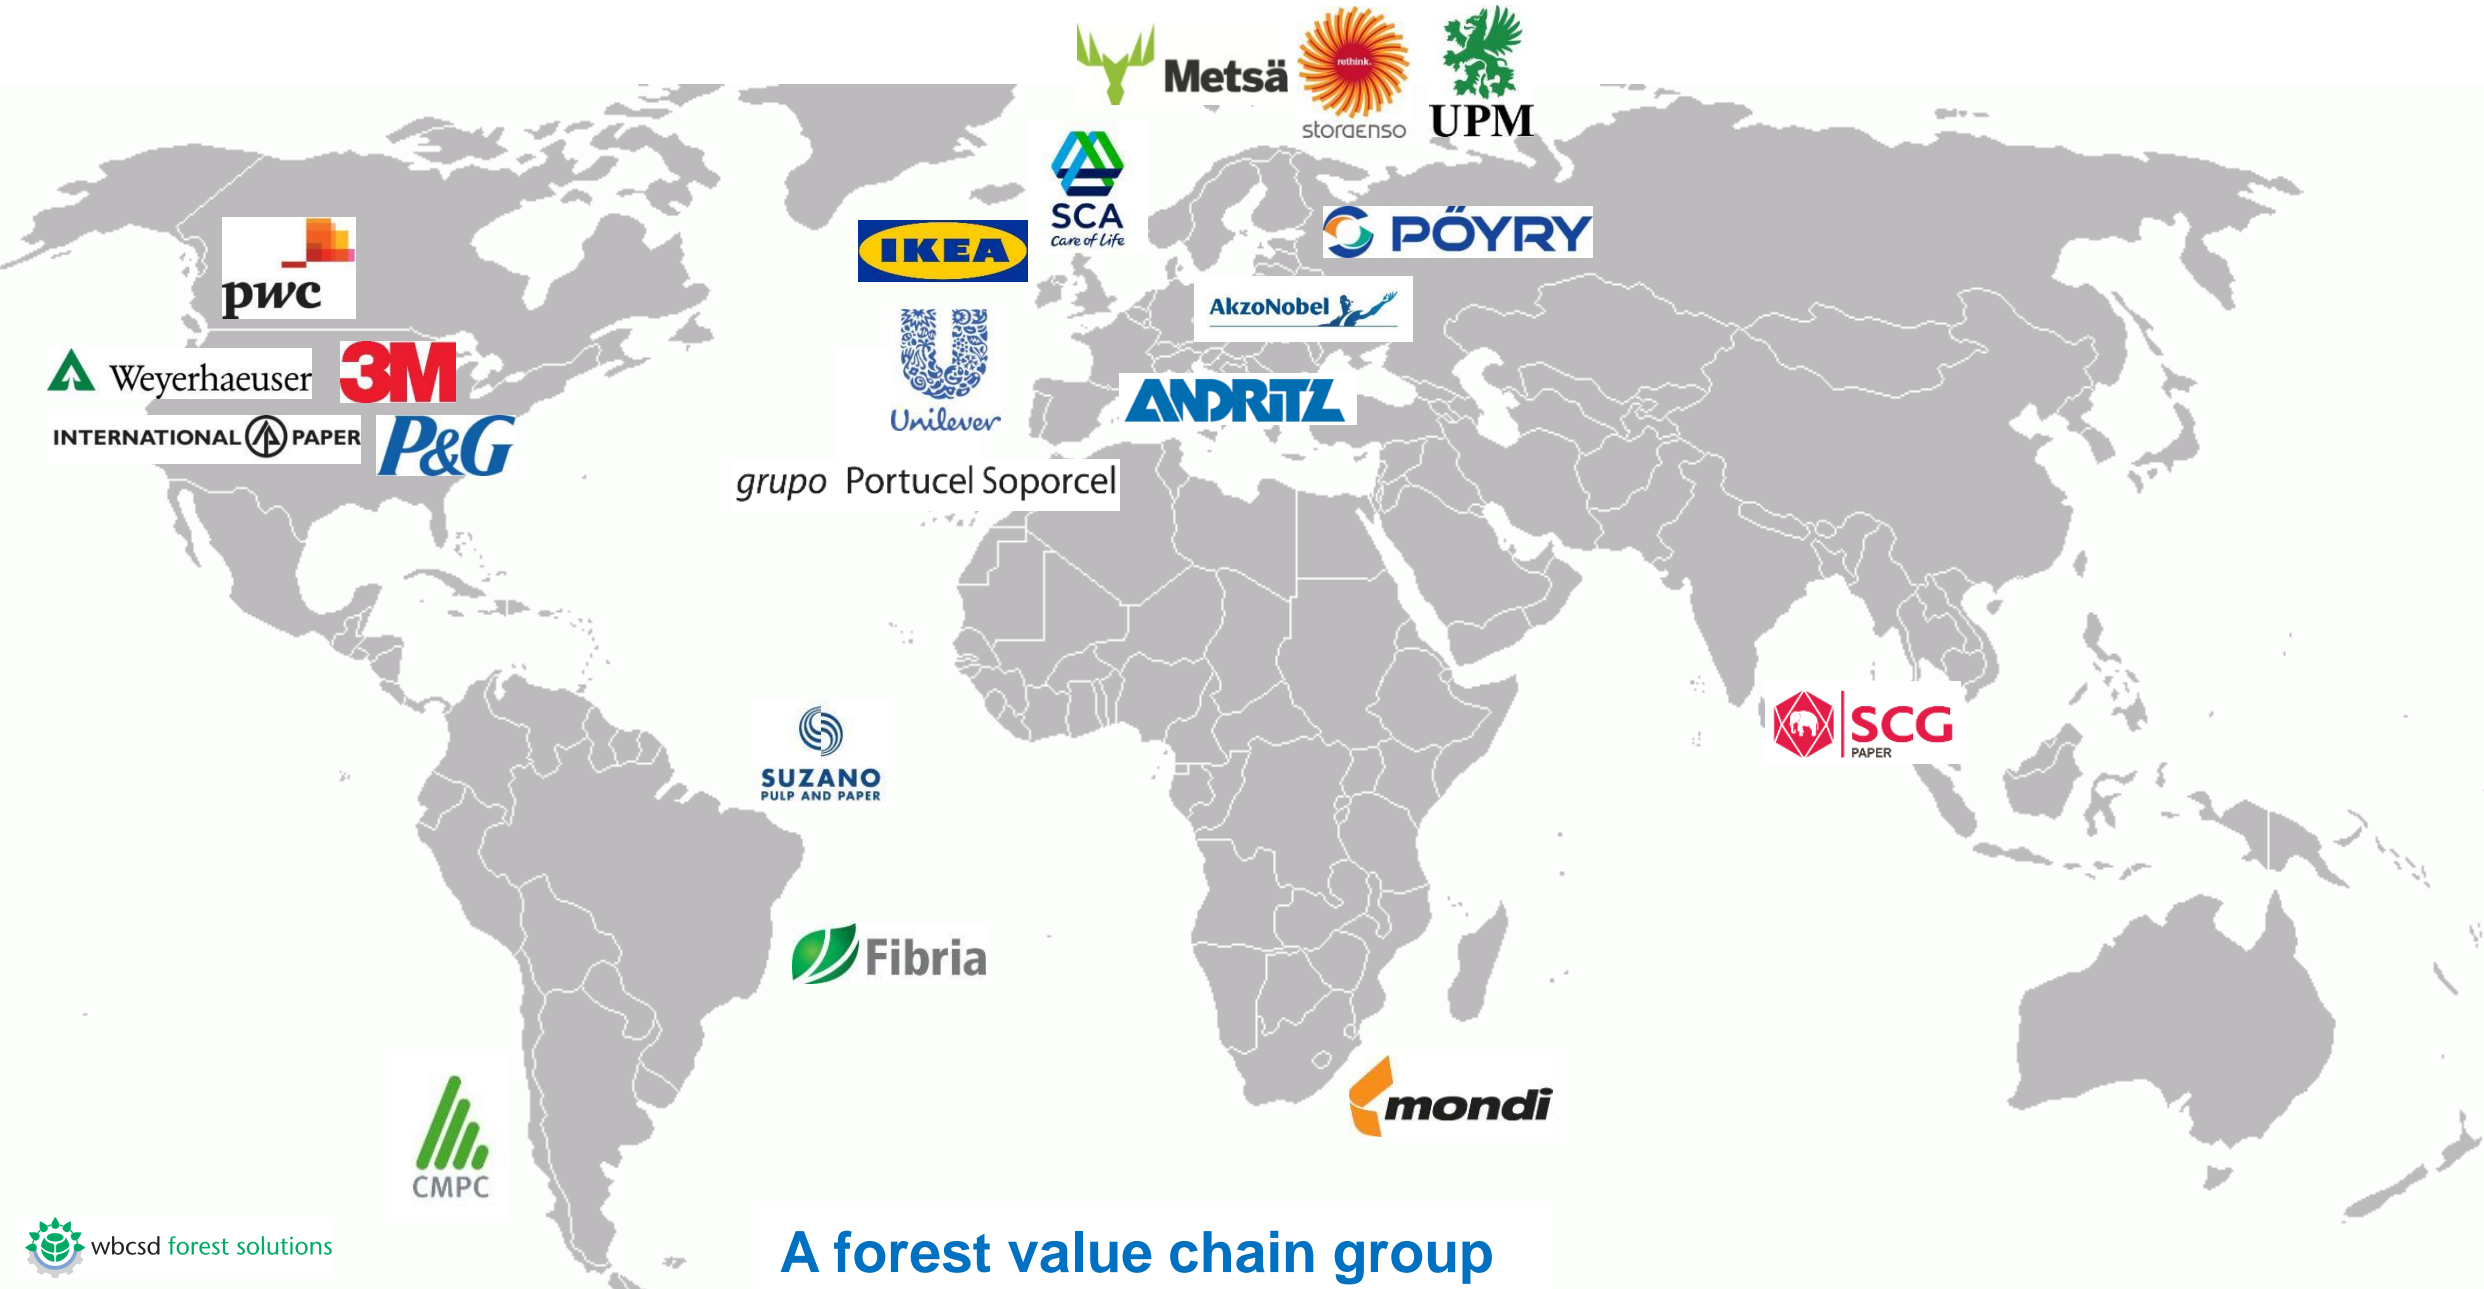 Metsä
rethink.
storaenso
UPM
SCA
Care of Life
IKEA
PÖYRY
pwc
AkzoNobel
Unilever
Weyerhaeuser
3M
ANDRITZ
INTERNATIONAL PAPER
P&G
grupo Portucel Soporcel
SCG
PAPER
SUZANO
PULP AND PAPER
Fibria
mondi
CMPC
wbcsd forest solutions
A forest value chain group